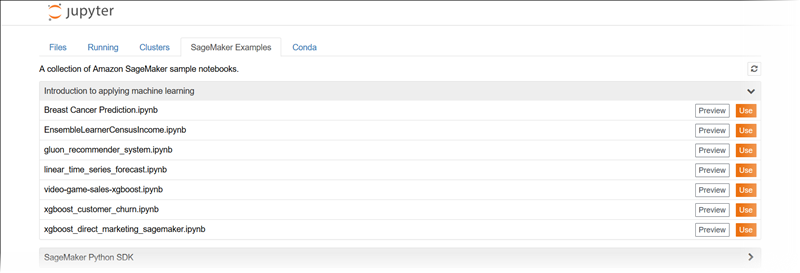 jupyter
Files Running Clusters SageMaker Examples Conda
A collection of Amazon SageMaker sample notebooks.
Introduction to applying machine learning
Breast Cancer Prediction.ipynb Preview Use
EnsembleLearnerCensusIncome.ipynb Preview Use
gluon_recommender_system.ipynb Preview Use
linear_time_series_forecast.ipynb Preview Use
video-game-sales-xgboost.ipynb Preview Use
xgboost_customer_churn.ipynb Preview Use
xgboost_direct_marketing_sagemaker.ipynb Preview Use
SageMaker Python SDK